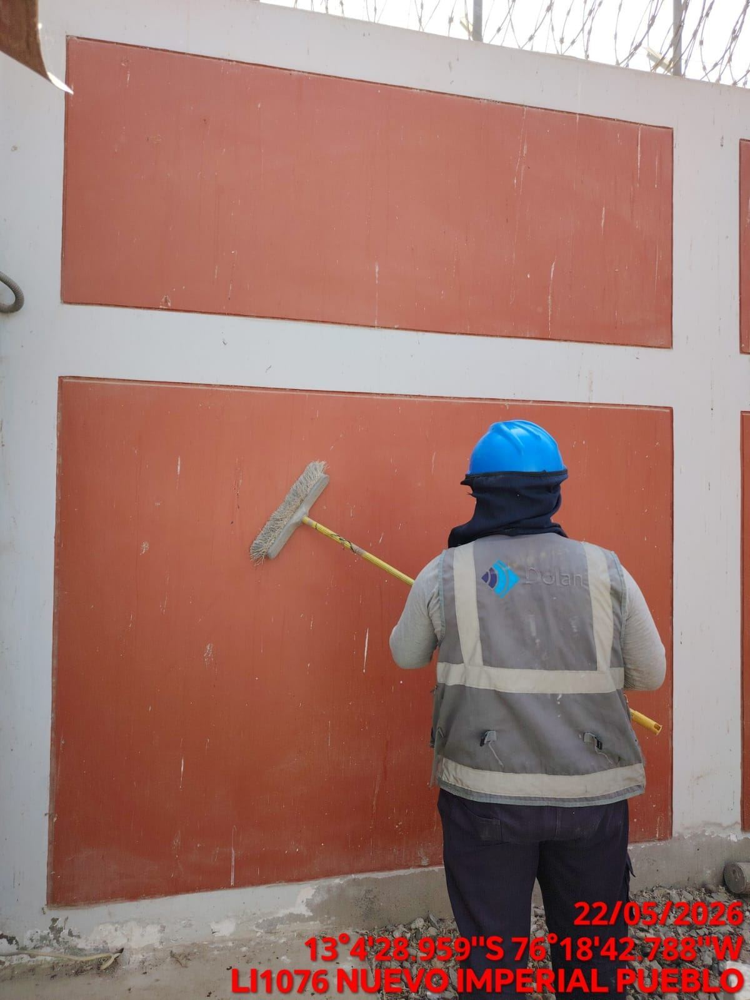 Dolan
22/05/2026
13°4'28.959"S 76°18'42.788"W
LI1076 NUEVO IMPERIAL PUEBLO